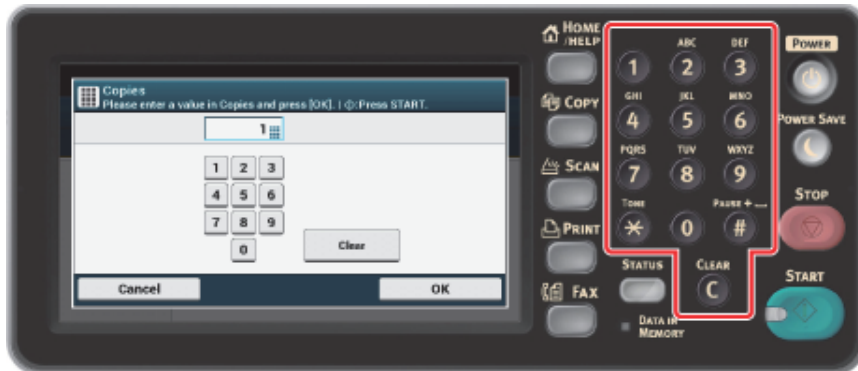 Copies
Please enter a value in Copies and press [OK]. | ◇:Press START.
1
1 2 3
4 5 6
7 8 9
0
Clear
Cancel
OK
HOME
/HELP
COPY
SCAN
PRINT
FAX
ABC DEF
1 2 3
GHI JKL MNO
4 5 6
PQRS TUV WXYZ
7 8 9
TONE PAUSE + __
* 0 #
STATUS
CLEAR
C
DATA IN
MEMORY
POWER
POWER SAVE
STOP
START